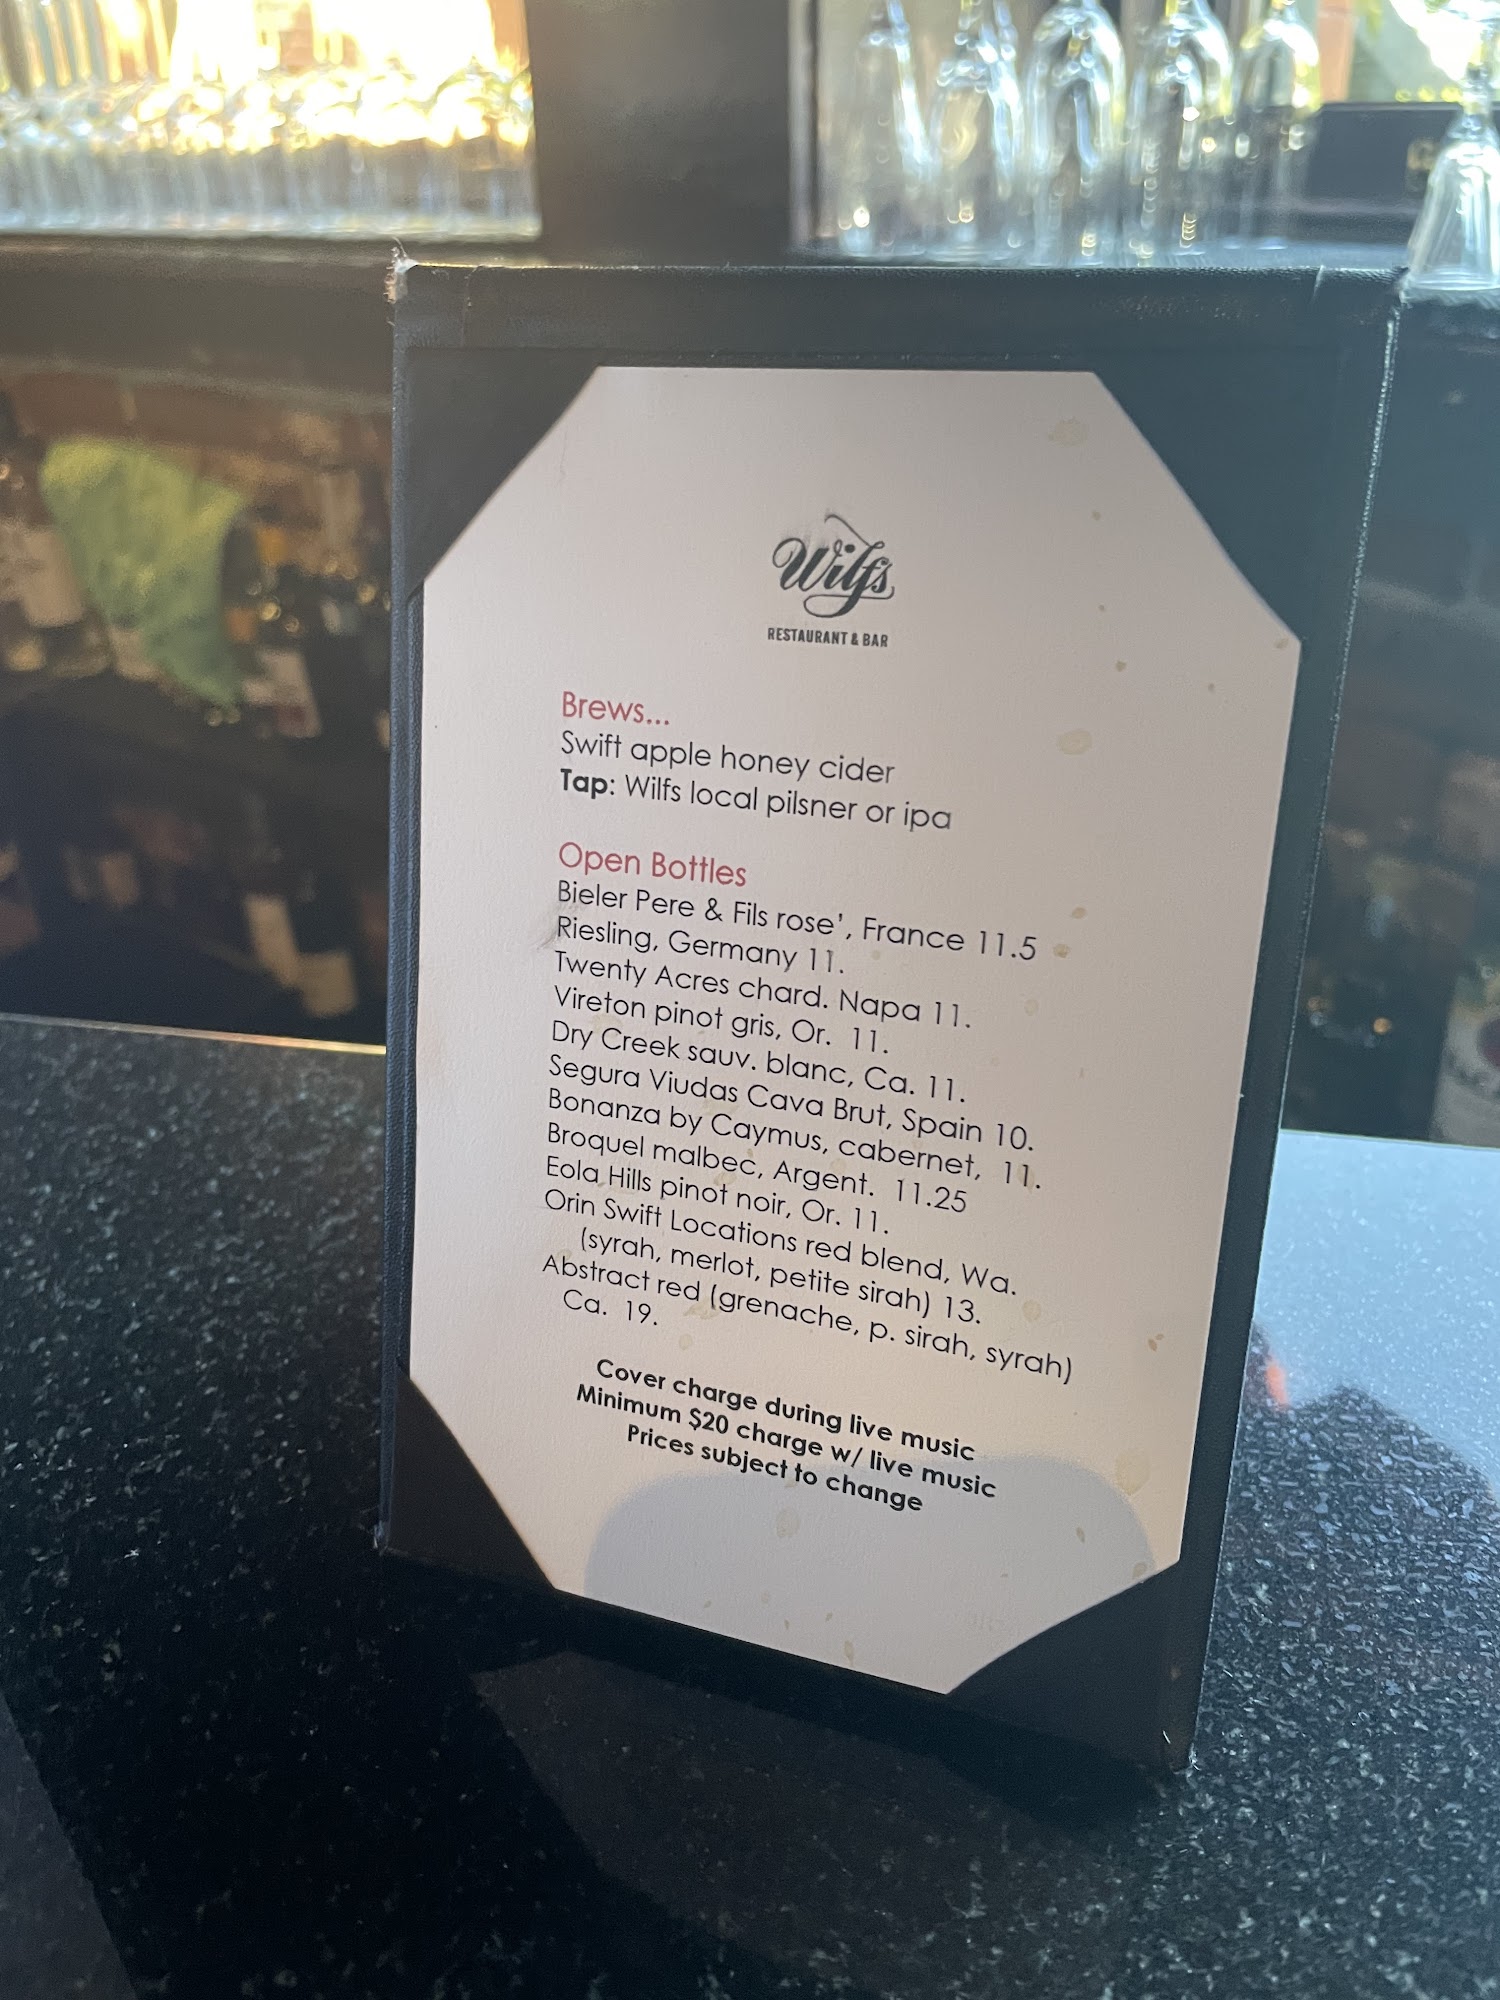 Wilfs
RESTAURANT & BAR
Brews...
Swift apple honey cider
Tap: Wilfs local pilsner or ipa
Open Bottles
Bieler Pere & Fils rose', France 11.5
Riesling, Germany 11.
Twenty Acres chard. Napa 11.
Vireton pinot gris, Or. 11.
Dry Creek sauv. blanc, Ca. 11.
Segura Viudas Cava Brut, Spain 10.
Bonanza by Caymus, cabernet, 11.
Broquel malbec, Argent. 11.25
Eola Hills pinot noir, Or. 11.
Orin Swift Locations red blend, Wa.
(syrah, merlot, petite sirah) 13.
Abstract red (grenache, p. sirah, syrah)
Ca. 19.
Cover charge during live music
Minimum $20 charge w/ live music
Prices subject to change